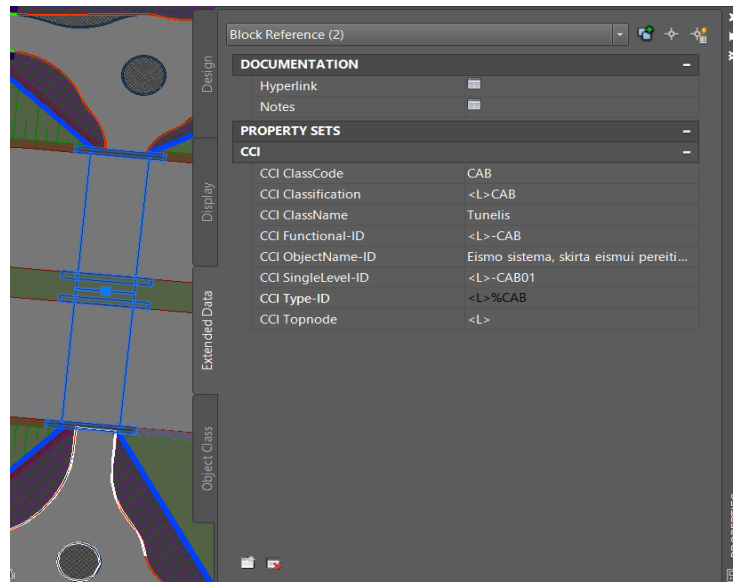 Block Reference (2)
DOCUMENTATION
Hyperlink
Notes
PROPERTY SETS
CCI
CCI ClassCode CAB
CCI Classification <L>CAB
CCI ClassName Tunelis
CCI Functional-ID <L>-CAB
CCI ObjectName-ID Eismo sistema, skirta eismui pereiti...
CCI SingleLevel-ID <L>-CAB01
CCI Type-ID <L>%CAB
CCI Topnode <L>
Design
Display
Extended Data
Object Class
PROPERTIES